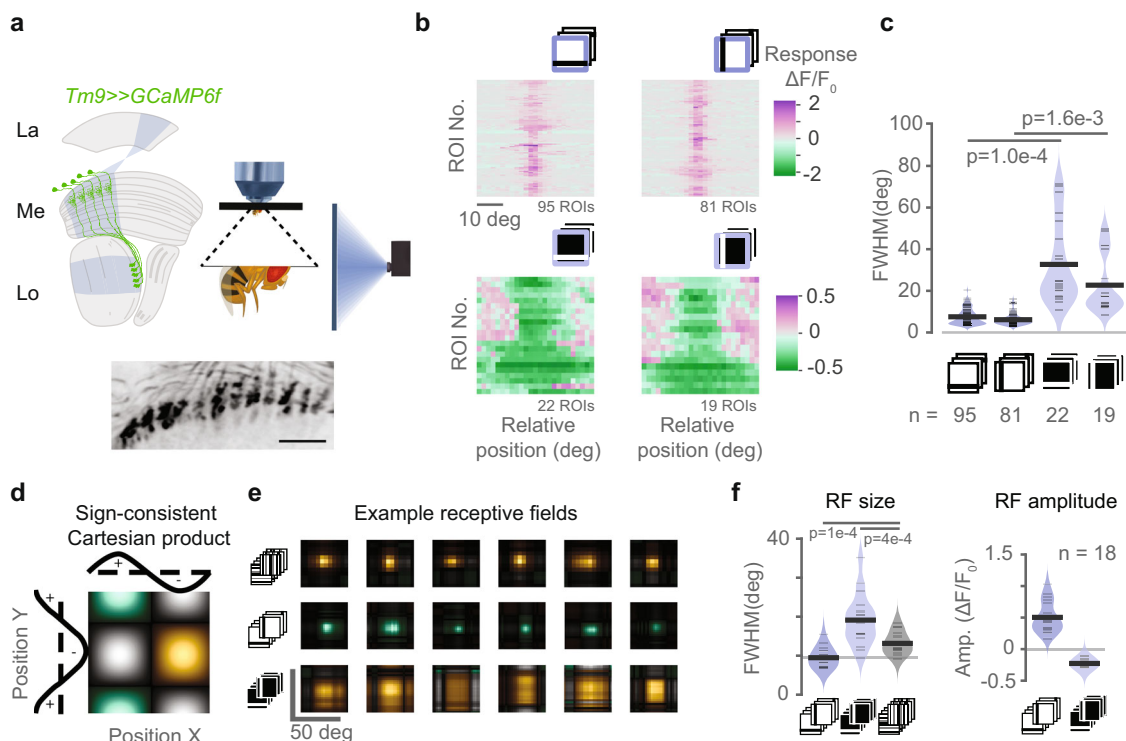 a
Tm9>>GCaMP6f
La
Me
Lo
b
Response
ΔF/F0
ROI No.
2
0
-2
10 deg
95 ROIs
81 ROIs
ROI No.
0.5
0
-0.5
22 ROIs
19 ROIs
Relative
position (deg)
Relative
position (deg)
c
p=1.6e-3
p=1.0e-4
FWHM(deg)
100
80
60
40
20
0
n = 95 81 22 19
d
Sign-consistent
Cartesian product
+ -
+
-
+
Position Y
Position X
e
Example receptive fields
50 deg
f
RF size
p=1e-4
p=4e-4
FWHM(deg)
40
20
0
RF amplitude
n = 18
Amp. (ΔF/F0)
1.5
0
-0.5